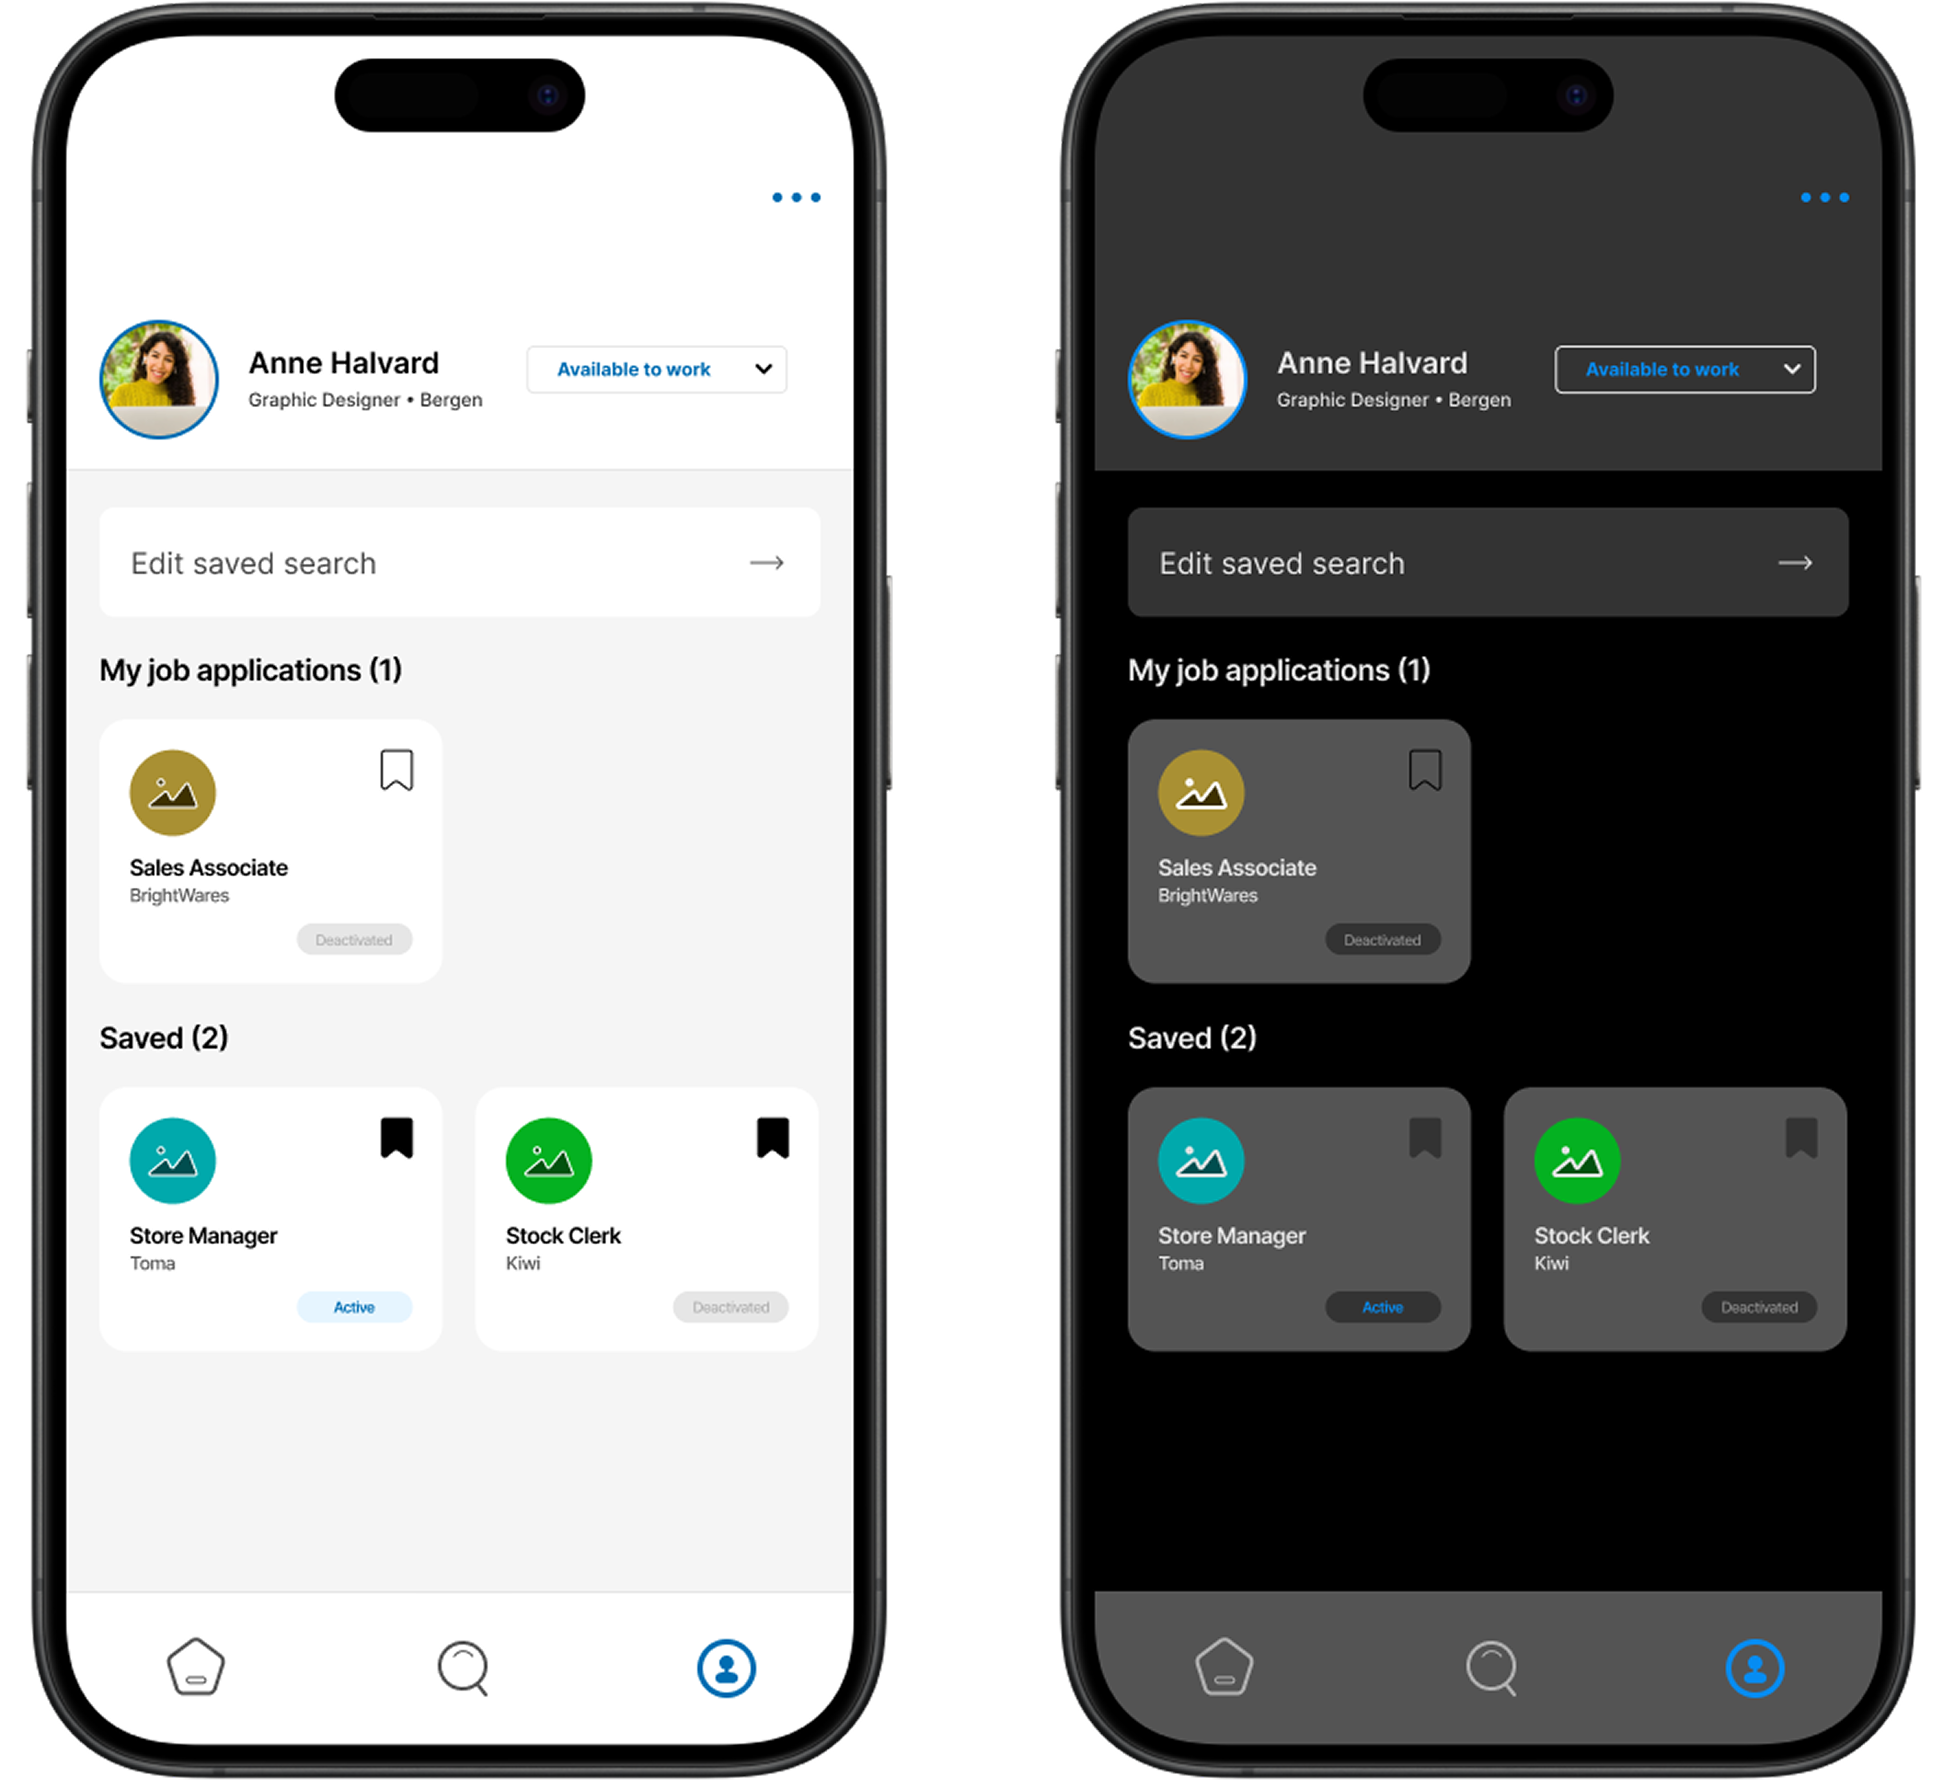 Anne Halvard
Graphic Designer • Bergen
Available to work
Edit saved search
My job applications (1)
Sales Associate
BrightWares
Deactivated
Saved (2)
Store Manager
Toma
Active
Stock Clerk
Kiwi
Deactivated
Anne Halvard
Graphic Designer • Bergen
Available to work
Edit saved search
My job applications (1)
Sales Associate
BrightWares
Deactivated
Saved (2)
Store Manager
Toma
Active
Stock Clerk
Kiwi
Deactivated